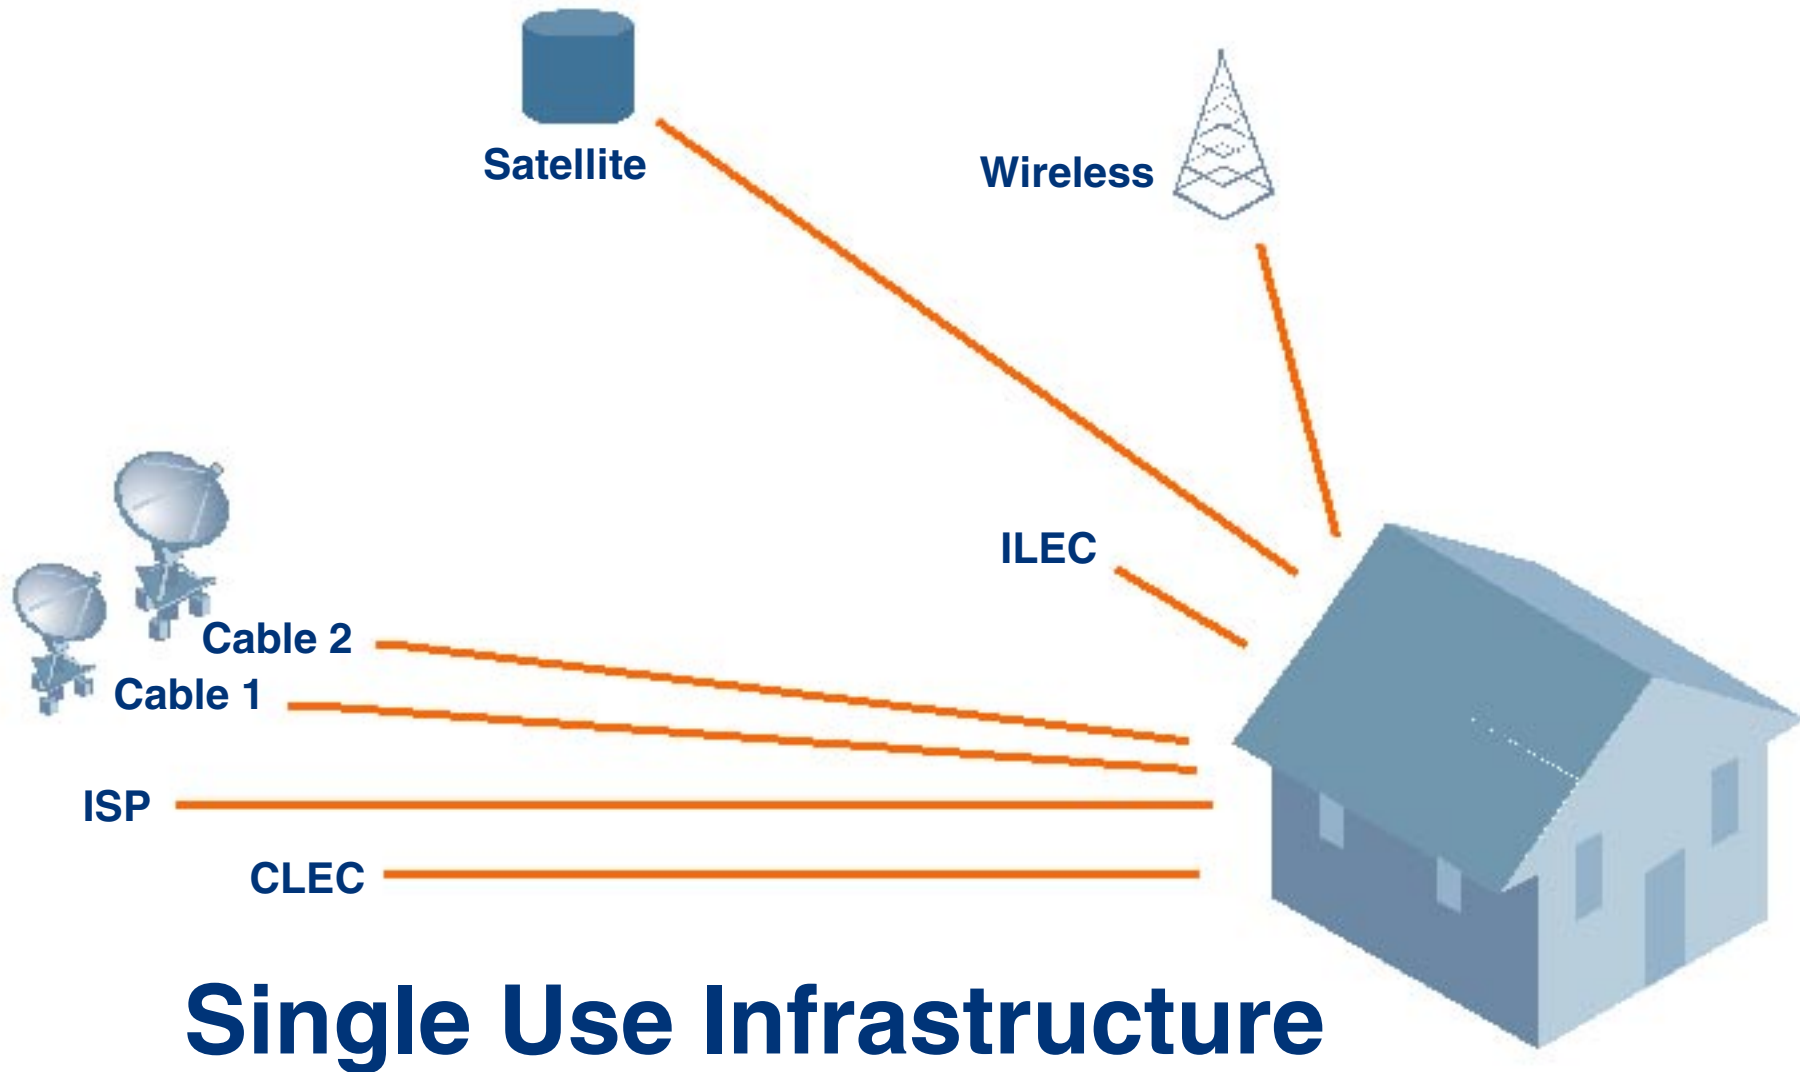 Satellite
Wireless
ILEC
Cable 2
Cable 1
ISP
CLEC
Single Use Infrastructure